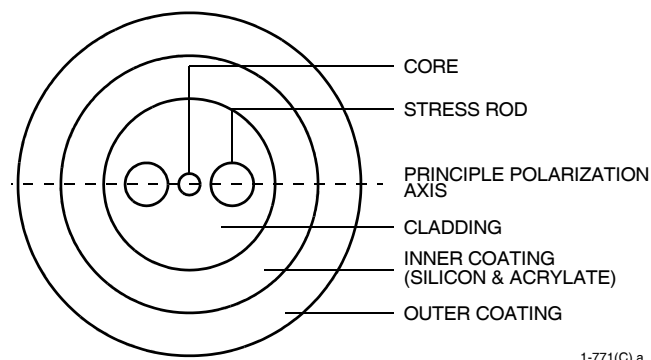 CORE
STRESS ROD
PRINCIPLE POLARIZATION
AXIS
CLADDING
INNER COATING
(SILICON & ACRYLATE)
OUTER COATING
1-771(C).a